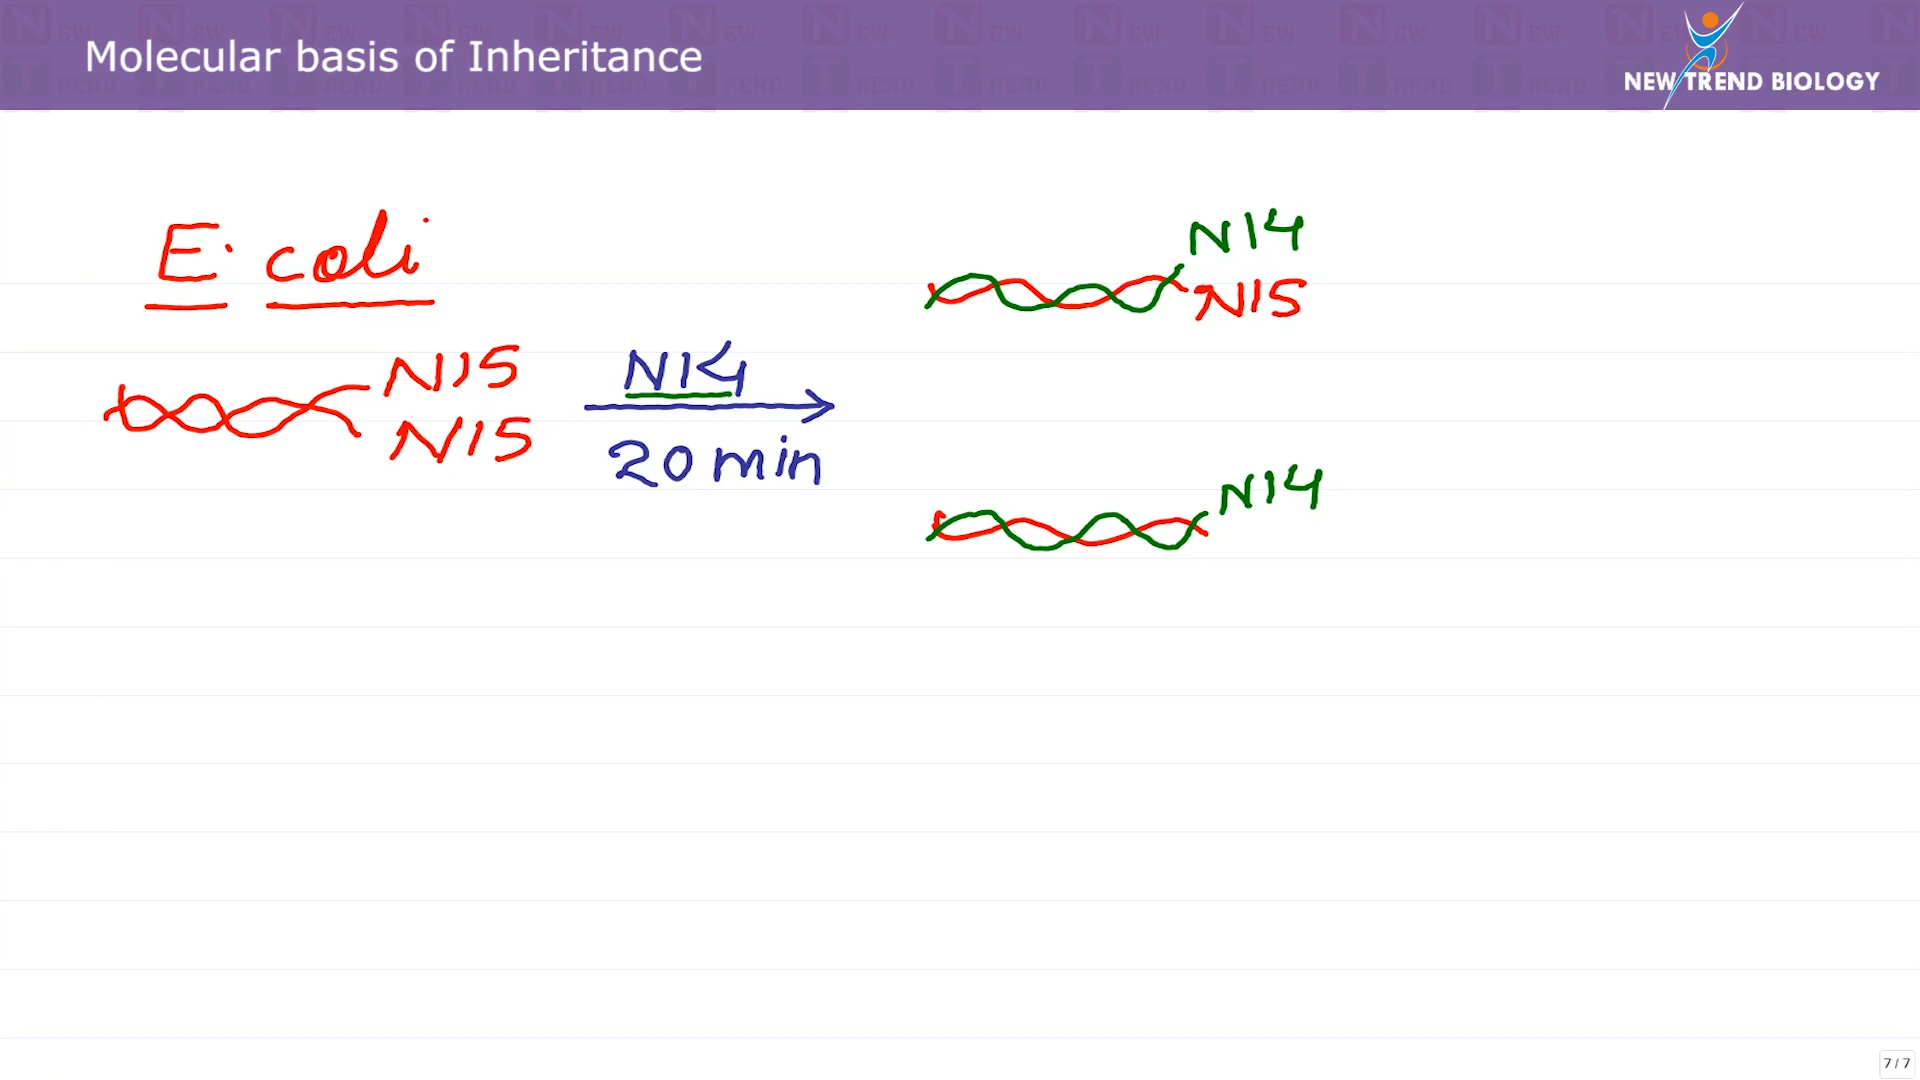 Molecular basis of Inheritance
NEW TREND BIOLOGY
E. coli
N15
N15
N14
20 min
N14
N15
N14
7 / 7